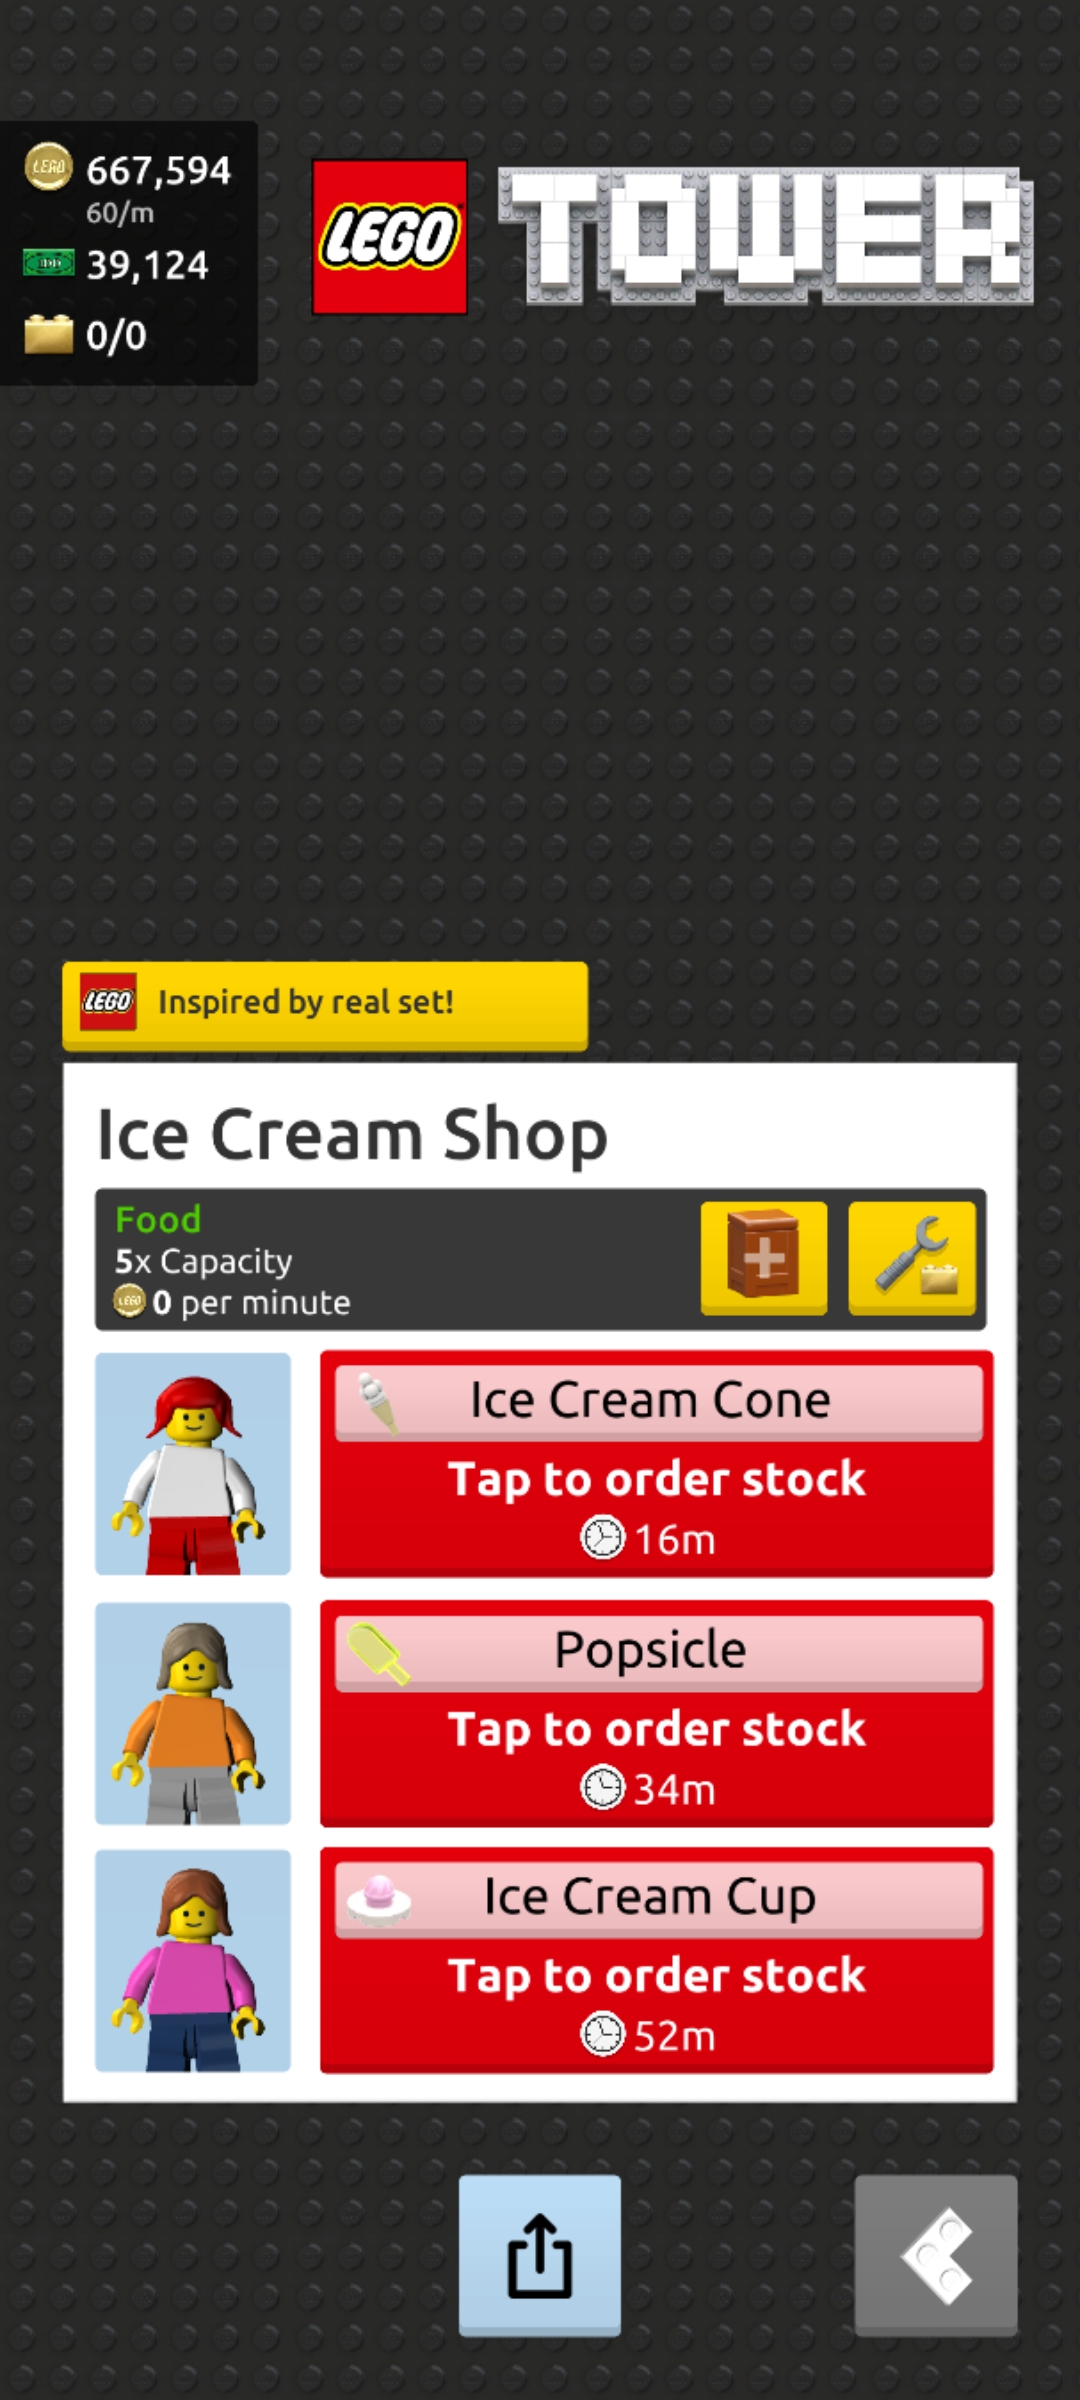 667,594
60/m
39,124
0/0
LEGO TOWER
LEGO Inspired by real set!
Ice Cream Shop
Food
5x Capacity
0 per minute
Ice Cream Cone
Tap to order stock
16m
Popsicle
Tap to order stock
34m
Ice Cream Cup
Tap to order stock
52m